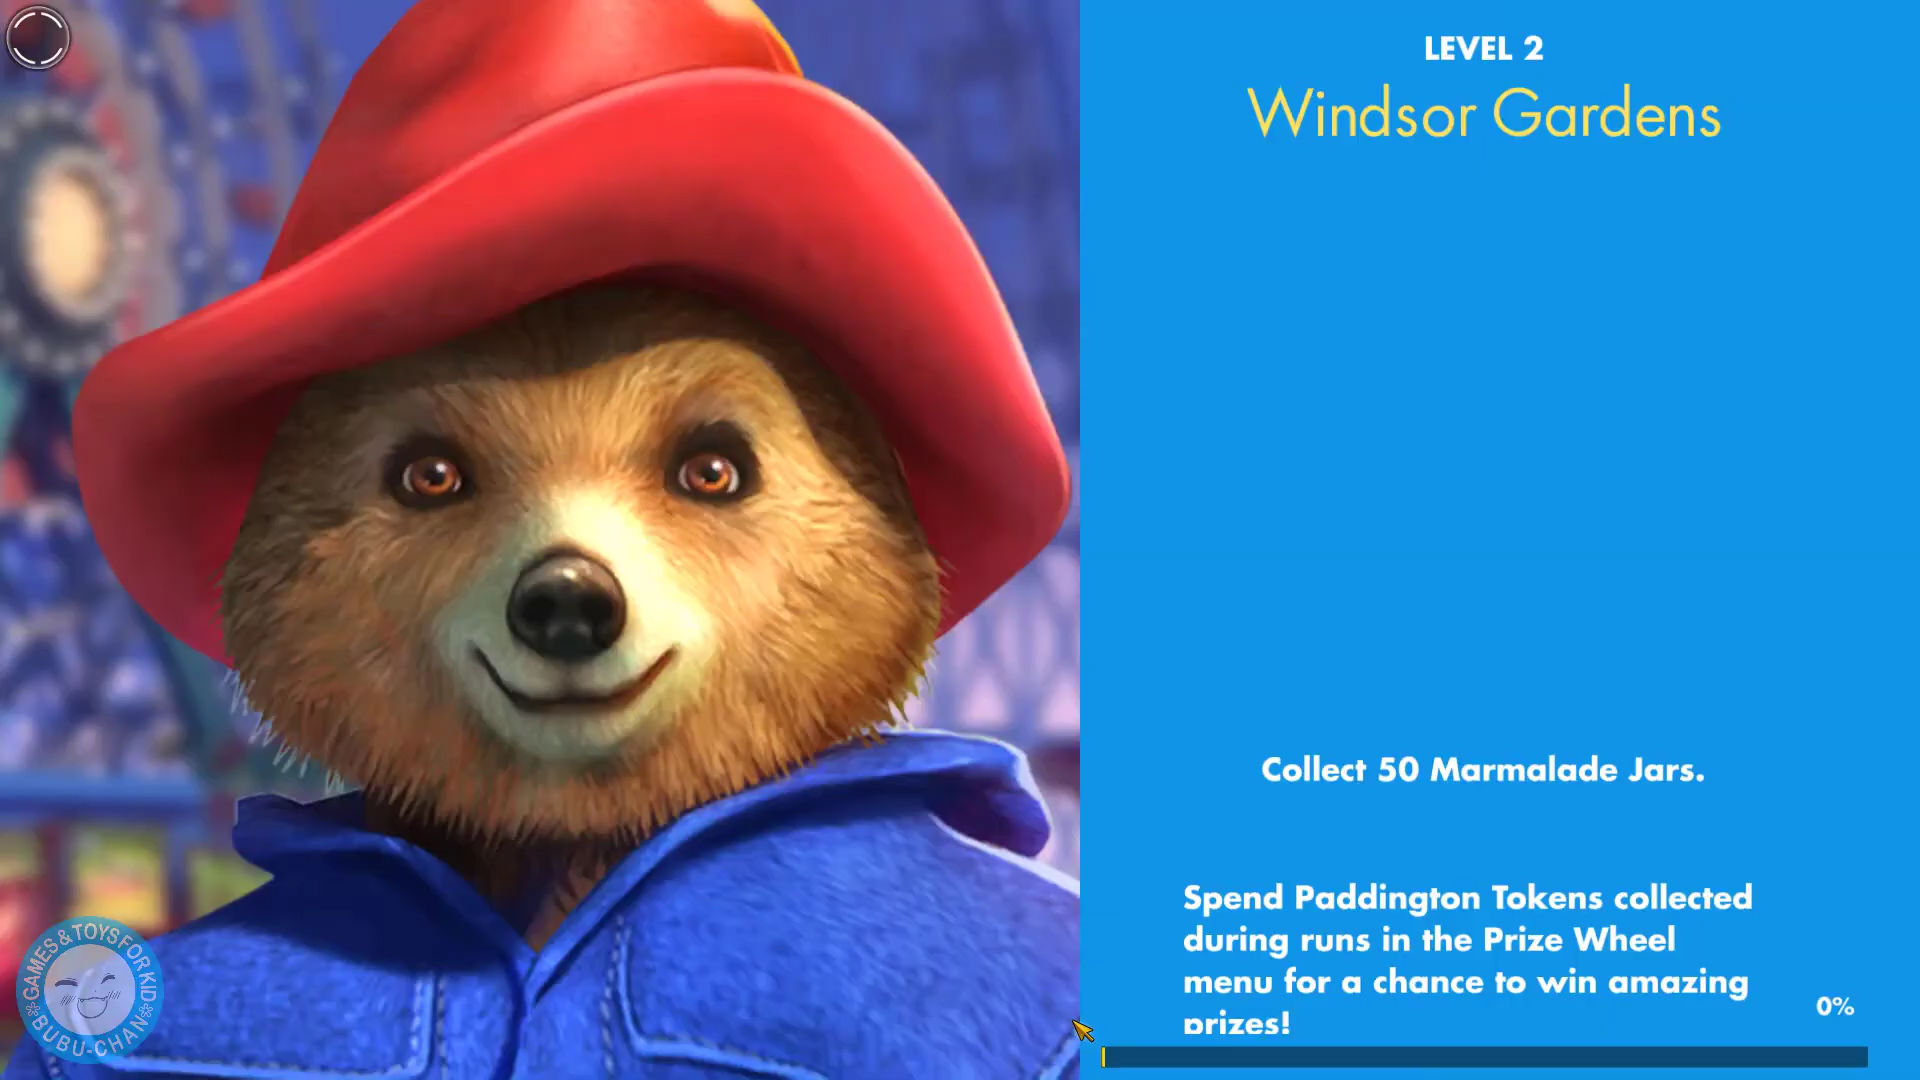 LEVEL 2
Windsor Gardens
Collect 50 Marmalade Jars.
Spend Paddington Tokens collected
during runs in the Prize Wheel
menu for a chance to win amazing
prizes!
0%
GAMES & TOYS FOR KID
BUBU-CHAN